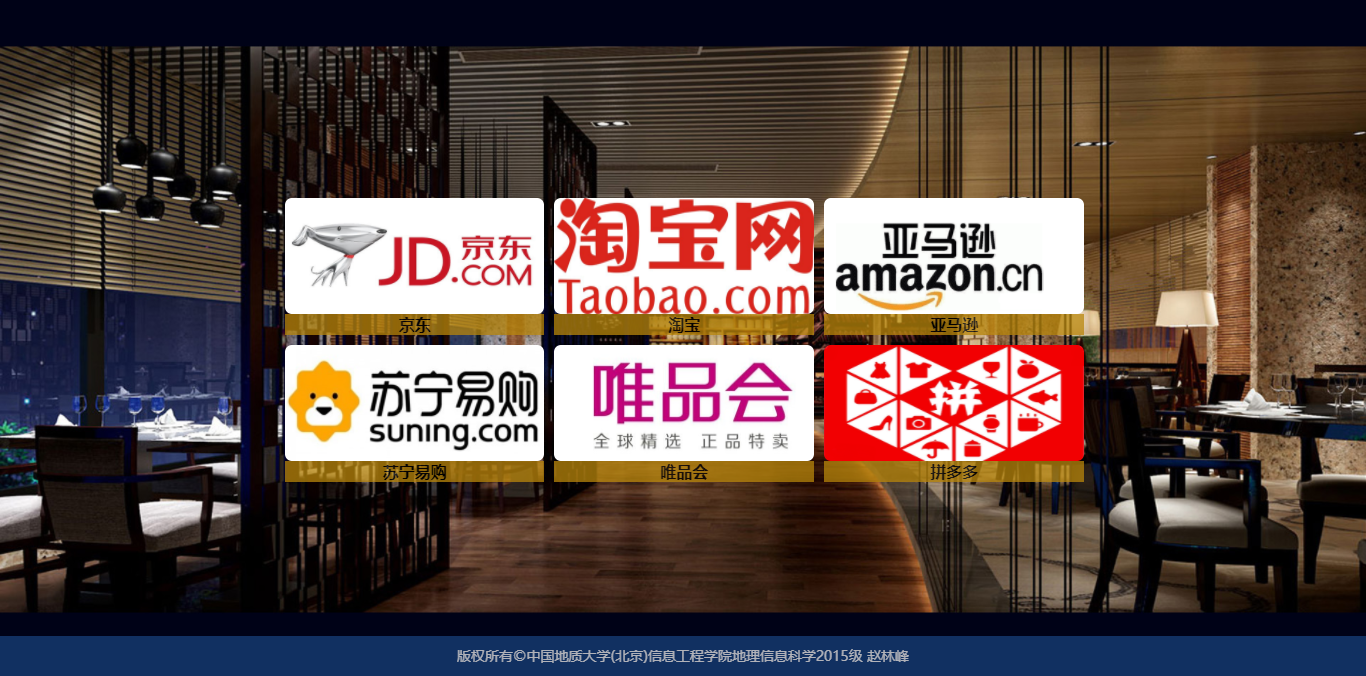 JD.京东
.COM
淘宝网
Taobao.com
亚马逊
amazon.cn
京东
淘宝
亚马逊
苏宁易购
suning.com
唯品会
全球精选 正品特卖
拼
苏宁易购
唯品会
拼多多
版权所有©中国地质大学(北京)信息工程学院地理信息科学2015级 赵林峰